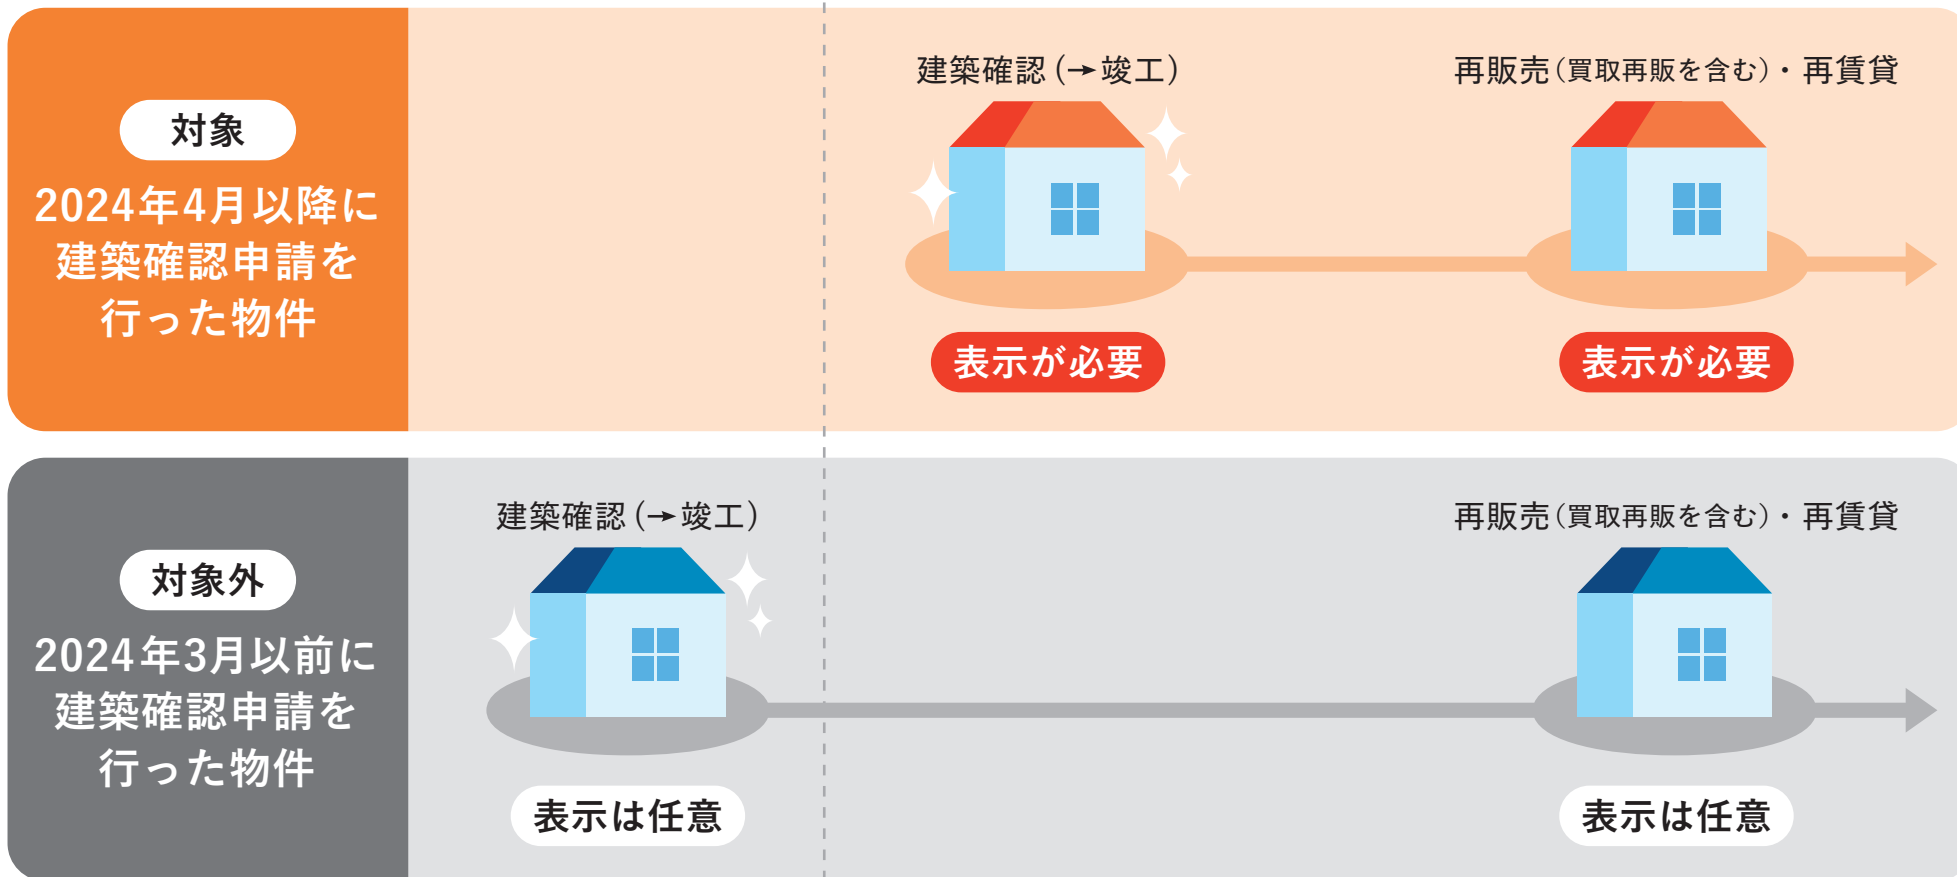 対象
2024年4月以降に
建築確認申請を
行った物件
建築確認(→竣工)
再販売(買取再販を含む)・再賃貸
表示が必要
表示が必要
対象外
2024年3月以前に
建築確認申請を
行った物件
建築確認(→竣工)
再販売(買取再販を含む)・再賃貸
表示は任意
表示は任意